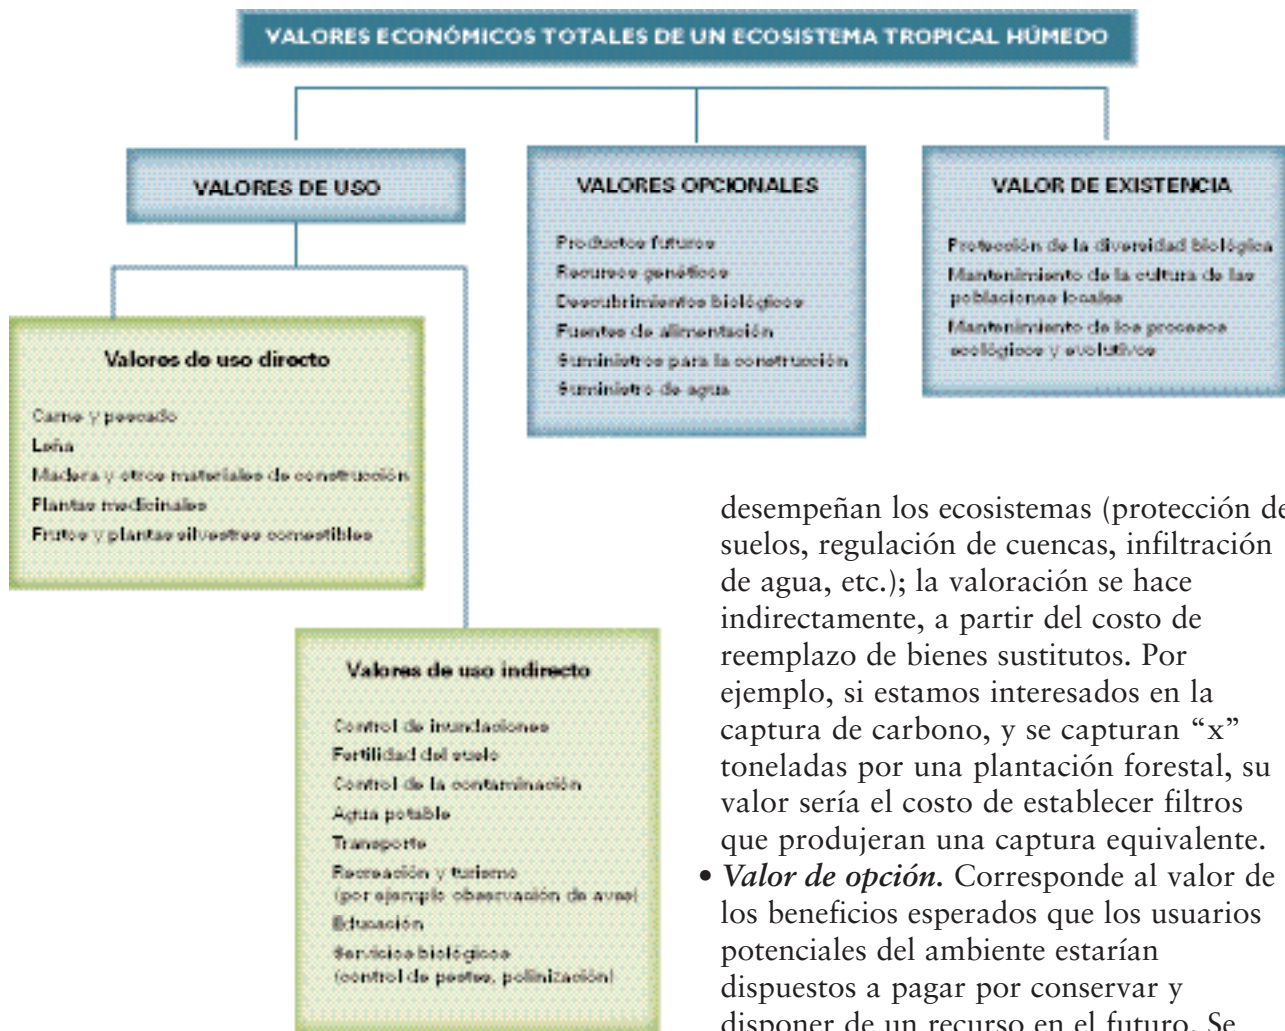 VALORES ECONÓMICOS TOTALES DE UN ECOSISTEMA TROPICAL HÚMEDO
VALORES DE USO
VALORES OPCIONALES
Productos futuros
Recursos genéticos
Descubrimientos biológicos
Fuentes de alimentación
Suministros para la construcción
Suministro de agua
VALOR DE EXISTENCIA
Protección de la diversidad biológica
Mantenimiento de la cultura de las
poblaciones locales
Mantenimiento de los procesos
ecológicos y evolutivos
Valores de uso directo
Carne y pescado
Leña
Madera y otros materiales de construcción
Plantas medicinales
Frutos y plantas silvestres comestibles
Valores de uso indirecto
Control de inundaciones
Fertilidad del suelo
Control de la contaminación
Agua potable
Transporte
Recreación y turismo
(por ejemplo observación de aves)
Educación
Servicios biológicos
(control de pestes, polinización)
desempeñan los ecosistemas (protección de
suelos, regulación de cuencas, infiltración
de agua, etc.); la valoración se hace
indirectamente, a partir del costo de
reemplazo de bienes sustitutos. Por
ejemplo, si estamos interesados en la
captura de carbono, y se capturan “x”
toneladas por una plantación forestal, su
valor sería el costo de establecer filtros
que produjeran una captura equivalente.
• Valor de opción. Corresponde al valor de
los beneficios esperados que los usuarios
potenciales del ambiente estarían
dispuestos a pagar por conservar y
disponer de un recurso en el futuro. Se